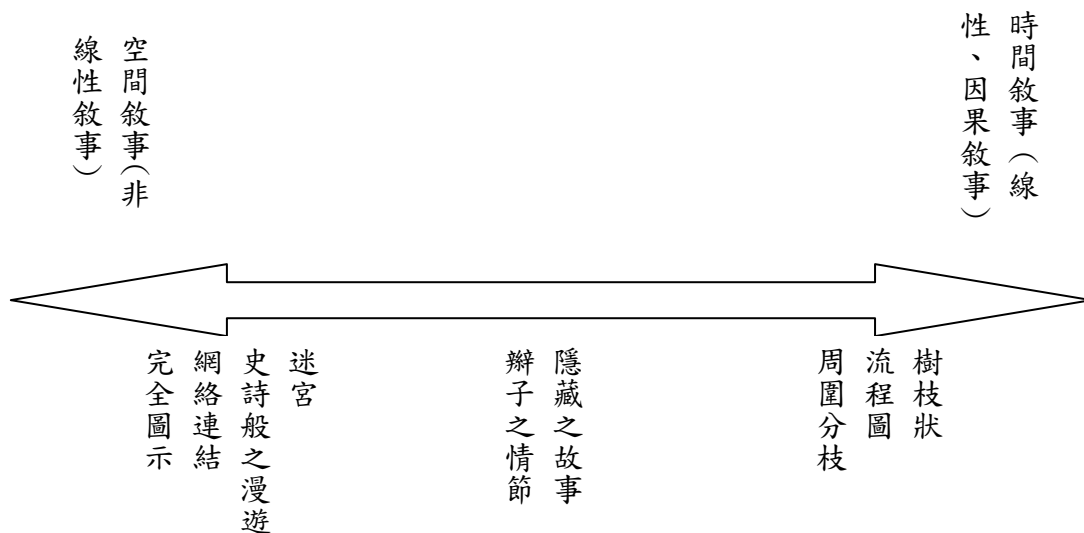 時間敘事（線
性、因果敘事）
空間敘事(非
線性敘事）
樹枝狀
流程圖
周圍分枝
隱藏之故事
辮子之情節
迷宮
史詩般之漫遊
網絡連結
完全圖示